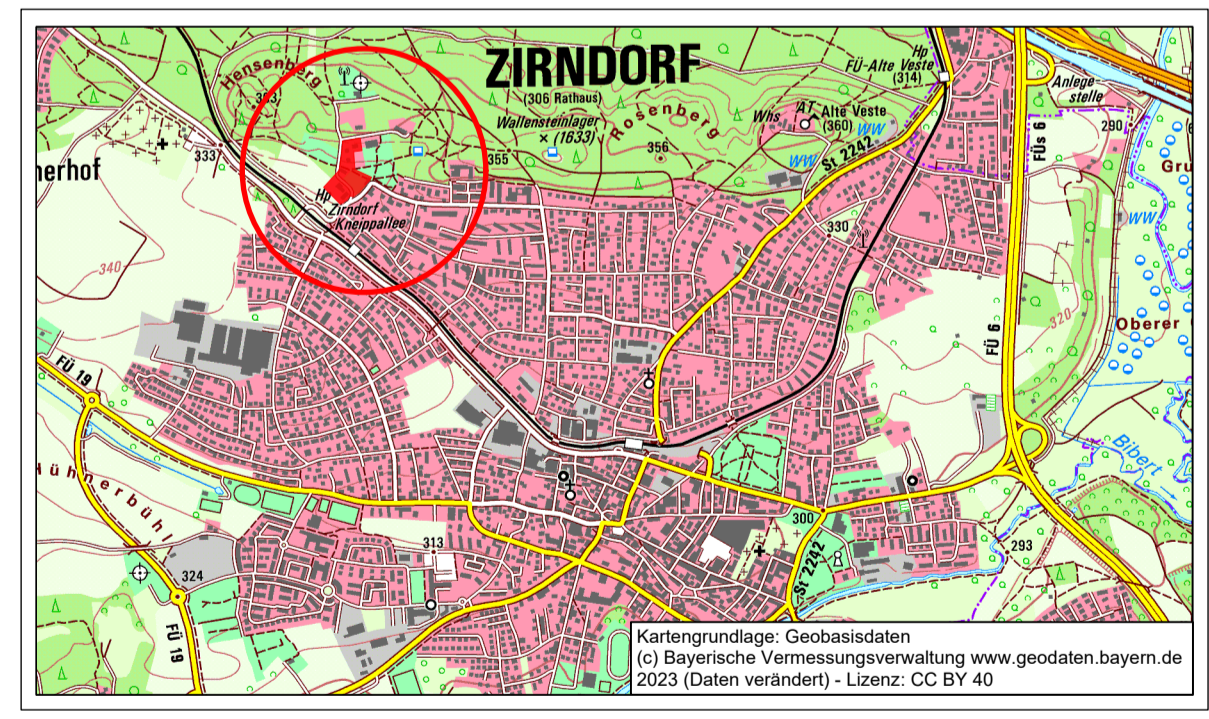 ZIRNDORF
(306 Rathaus)
Hensenberg
333
Wallensteinlager
(1633)
355
Rosenberg
356
Whs
AT
Alte Veste
(360)
WW
WW
St 2242
Hp
FÜ-Alte Veste
(314)
Anlege-
stelle
290
FÜs 6
Gru
WW
nerhof
Hp
Zirndorf
Kneippallee
340
330
320
Oberer
FÜ 6
FÜ 19
Bibert
Hühnerbühl
313
300
293
324
St 2242
FÜ 19
Kartengrundlage: Geobasisdaten
(c) Bayerische Vermessungsverwaltung www.geodaten.bayern.de
2023 (Daten verändert) - Lizenz: CC BY 40